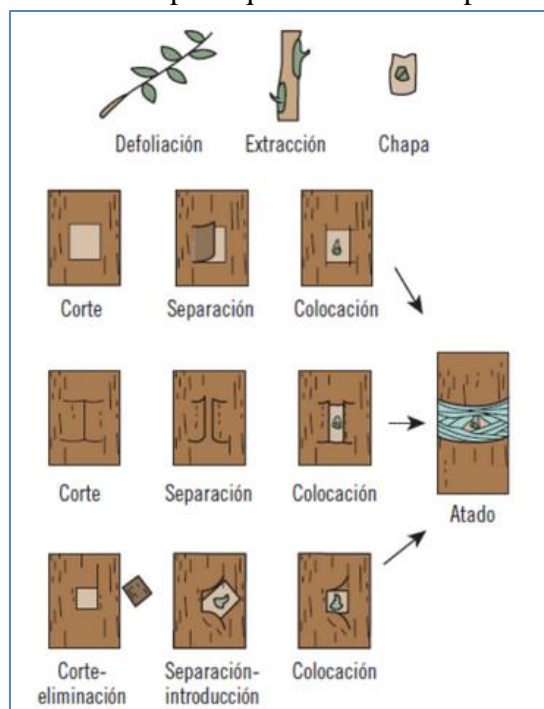 Defoliación Extracción Chapa
Corte Separación Colocación
Corte Separación Colocación
Atado
Corte-
eliminación
Separación-
introducción
Colocación